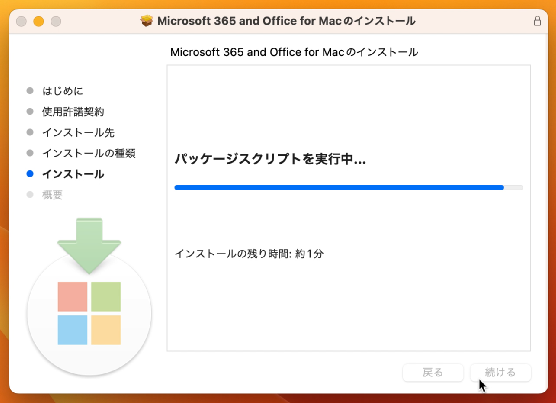 Microsoft 365 and Office for Macのインストール
Microsoft 365 and Office for Macのインストール
はじめに
使用許諾契約
インストール先
インストールの種類
インストール
概要
パッケージスクリプトを実行中...
インストールの残り時間: 約1分
戻る
続ける